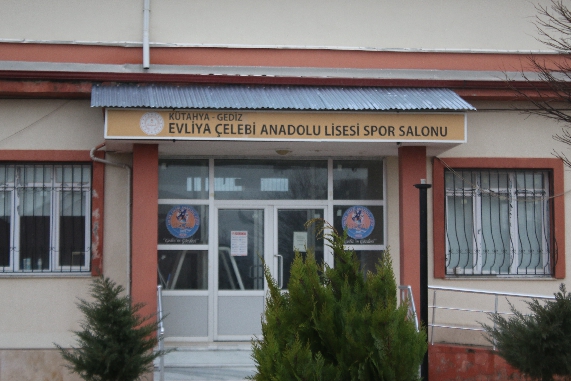 KÜTAHYA - GEDİZ
EVLİYA ÇELEBİ ANADOLU LİSESİ SPOR SALONU